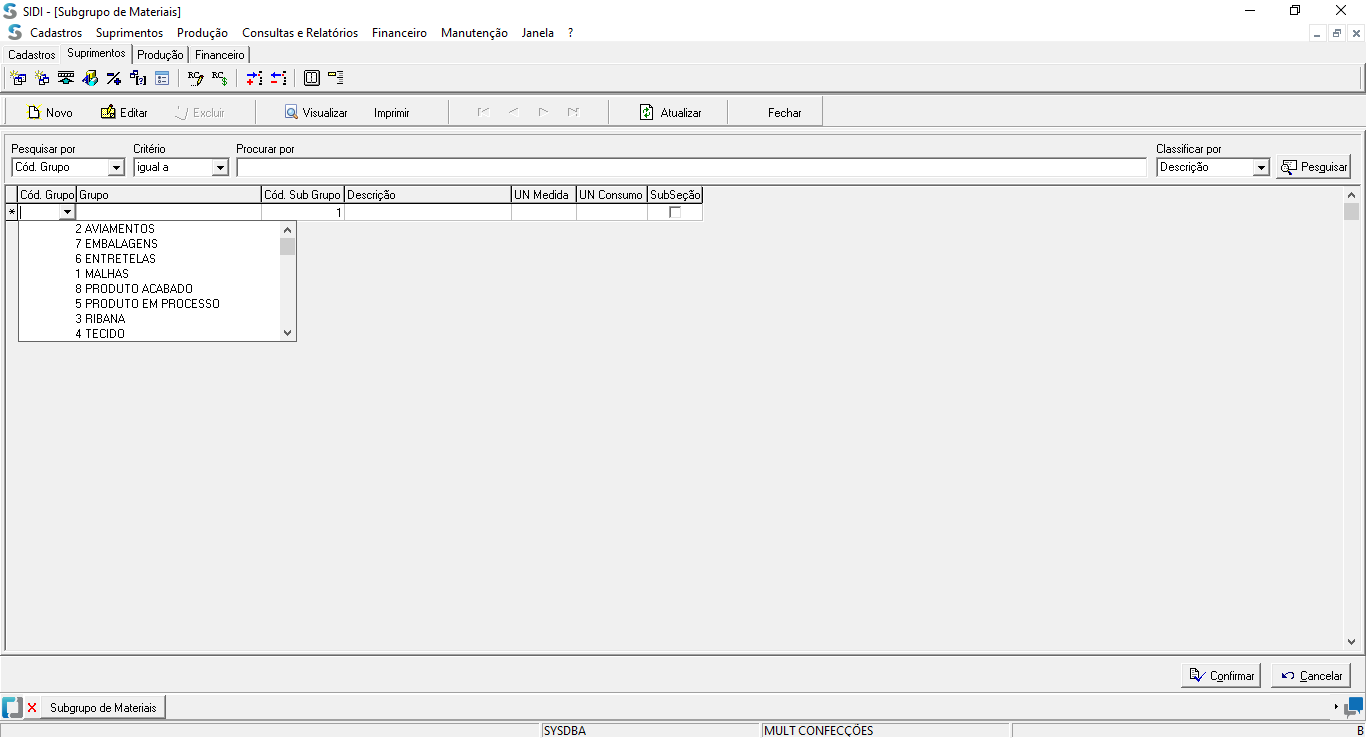 SIDI - [Subgrupo de Materiais]
Cadastros Suprimentos Produção Consultas e Relatórios Financeiro Manutenção Janela ?
Cadastros Suprimentos Produção Financeiro
Novo Editar Excluir Visualizar Imprimir Atualizar Fechar
Pesquisar por Critério Procurar por Classificar por
Cód. Grupo igual a Descrição Pesquisar
Cód. Grupo Grupo Cód. Sub Grupo Descrição UN Medida UN Consumo SubSeção
* 1
2 AVIAMENTOS
7 EMBALAGENS
6 ENTRETELAS
1 MALHAS
8 PRODUTO ACABADO
5 PRODUTO EM PROCESSO
3 RIBANA
4 TECIDO
Confirmar Cancelar
Subgrupo de Materiais
SYSDBA MULT CONFECÇÕES B